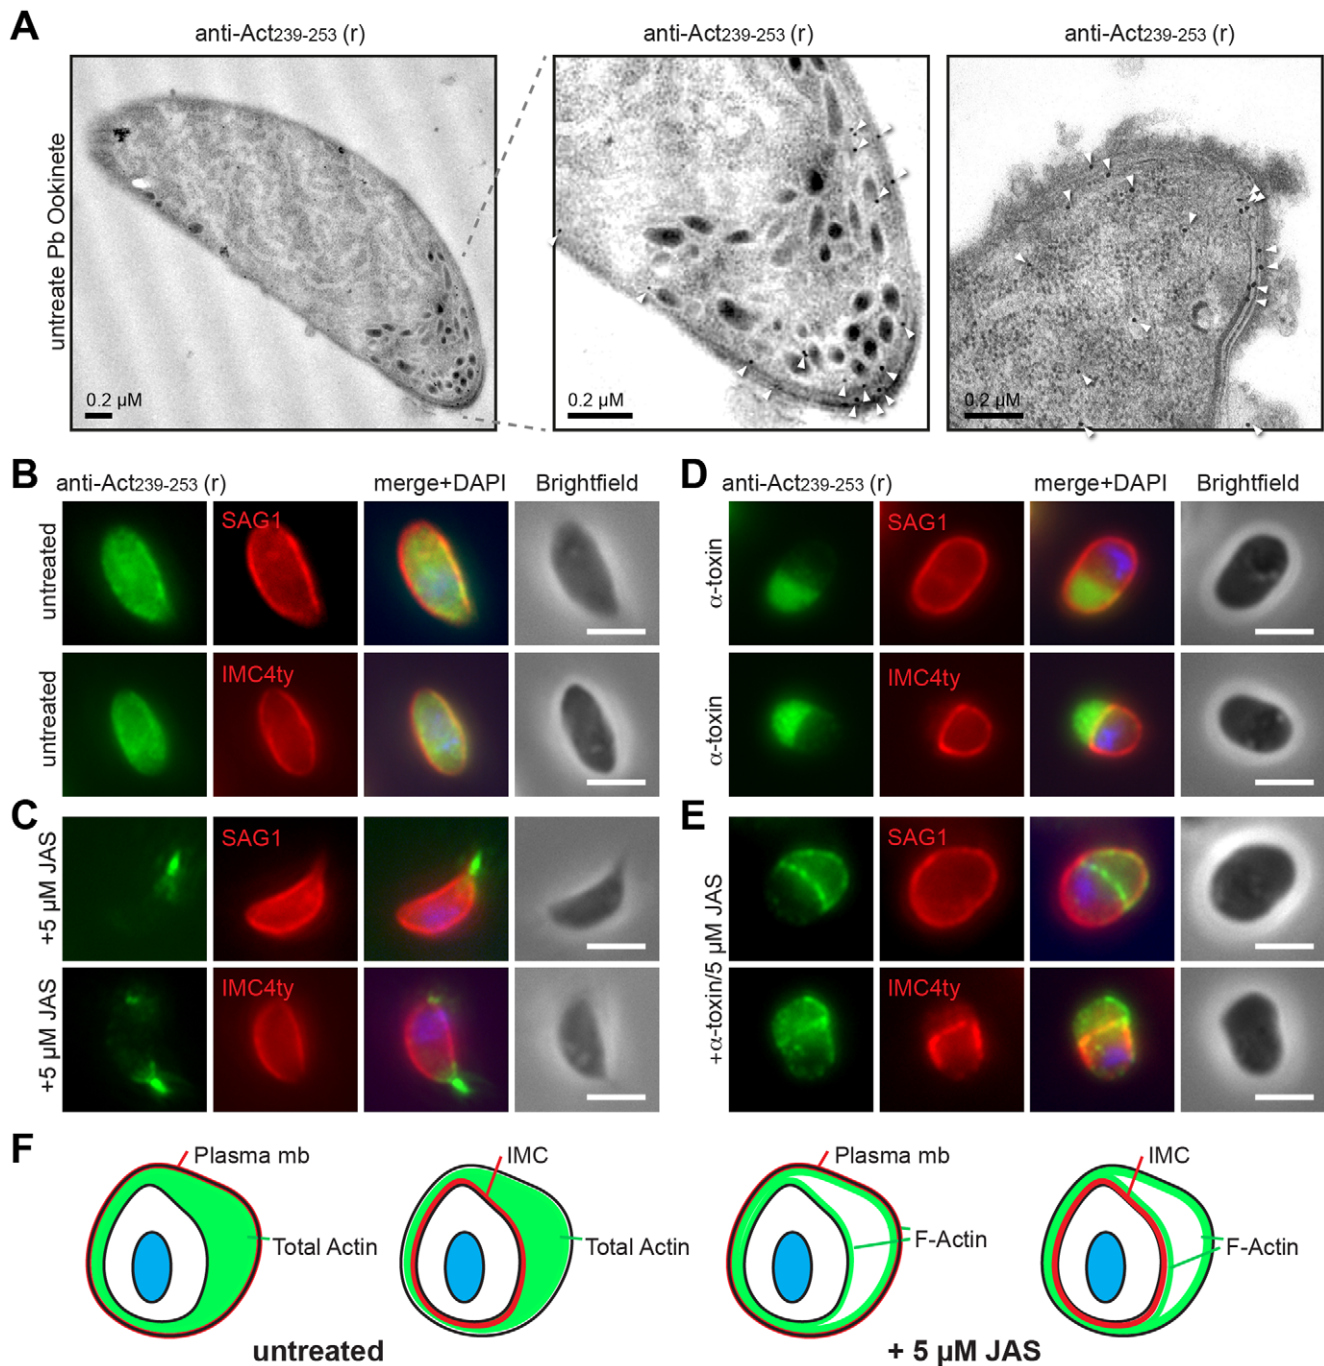 A
anti-Act239-253 (r)
anti-Act239-253 (r)
anti-Act239-253 (r)
untreate Pb Ookinete
0.2 µM
0.2 µM
0.2 µM
B
anti-Act239-253 (r)
merge+DAPI
Brightfield
untreated
SAG1
untreated
IMC4ty
C
+5 µM JAS
SAG1
+5 µM JAS
IMC4ty
D
anti-Act239-253 (r)
merge+DAPI
Brightfield
α-toxin
SAG1
α-toxin
IMC4ty
E
+α-toxin/5 µM JAS
SAG1
IMC4ty
F
Plasma mb
Total Actin
IMC
Total Actin
untreated
Plasma mb
F-Actin
IMC
F-Actin
+ 5 µM JAS